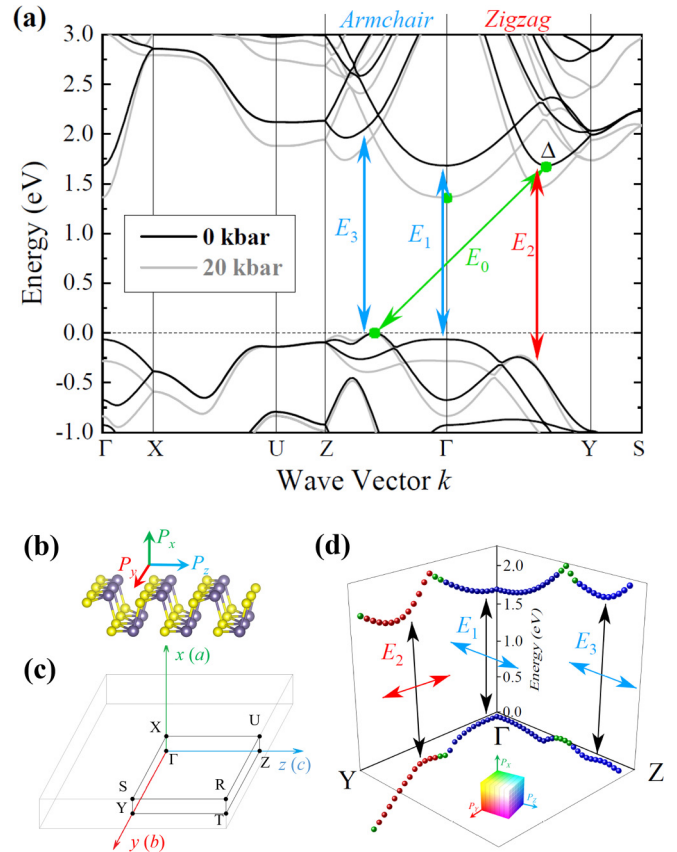 (a)
Armchair Zigzag
3.0
2.5
2.0
1.5
1.0
0.5
0.0
-0.5
-1.0
Energy (eV)
0 kbar
20 kbar
E3
E1
E0
E2
Δ
Γ X U Z Γ Y S
Wave Vector k
(b)
Px
Py
Pz
(c)
x (a)
X U
Γ Z
z (c)
S R
Y T
y (b)
(d)
2.0
1.5
1.0
0.5
0.0
Energy (eV)
E1
E2
E3
Γ
Y Z
PX
PY
PZ